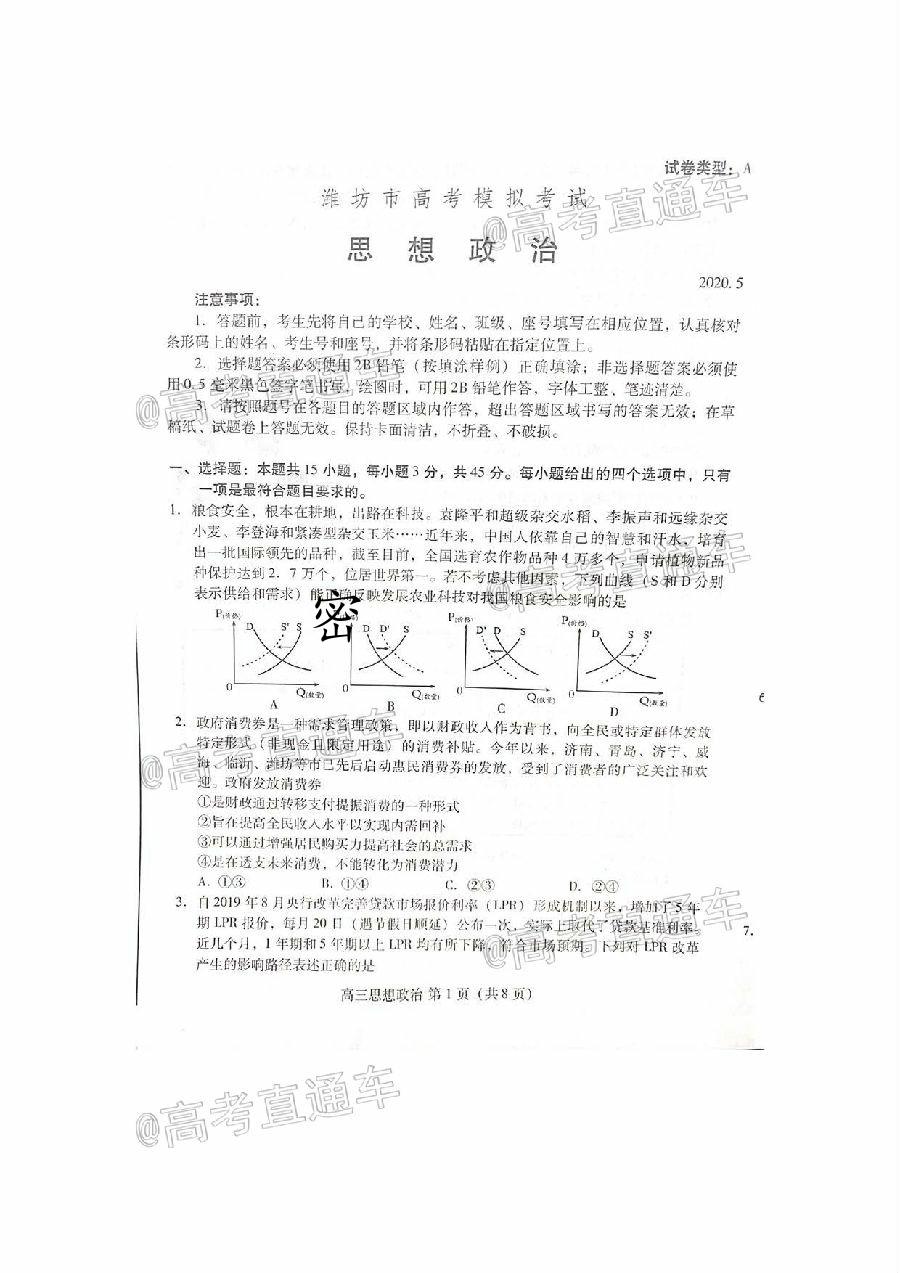 试卷类型：A
潍坊市高考模拟考试
思 想 政 治
2020.5
注意事项：
1．答题前，考生先将自己的学校、姓名、班级、座号填写在相应位置，认真核对
条形码上的姓名、考生号和座号，并将条形码粘贴在指定位置上。
2．选择题答案必须使用2B铅笔（按填涂样例）正确填涂；非选择题答案必须使
用0.5毫米黑色签字笔书写，绘图时，可用2B铅笔作答，字体工整、笔迹清楚。
3．请按照题号在各题目的答题区域内作答，超出答题区域书写的答案无效；在草
稿纸、试题卷上答题无效。保持卡面清洁，不折叠、不破损。
一、选择题：本题共15小题，每小题3分，共45分。每小题给出的四个选项中，只有
一项是最符合题目要求的。
1．粮食安全，根本在耕地，出路在科技。袁隆平和超级杂交水稻、李振声和远缘杂交
小麦、李登海和紧凑型杂交玉米……近年来，中国人依靠自己的智慧和汗水，培育
出一批国际领先的品种，截至目前，全国选育农作物品种4万多个，申请植物新品
种保护达到2．7万个，位居世界第一。若不考虑其他因素，下列曲线（S和D分别
表示供给和需求）能正确反映发展农业科技对我国粮食安全影响的是
密
P(价格) D S' S 0 Q(数量) A
D D' S 0 Q(数量) B
P(价格) D' D S 0 Q(数量) C
P(价格) D S S' 0 Q(数量) D
6
2．政府消费券是一种需求管理政策，即以财政收入作为背书，向全民或特定群体发放
特定形式（非现金且限定用途）的消费补贴。今年以来，济南、青岛、济宁、威
海、临沂、潍坊等市已先后启动惠民消费券的发放，受到了消费者的广泛关注和欢
迎。政府发放消费券
①是财政通过转移支付提振消费的一种形式
②旨在提高全民收入水平以实现内需回补
③可以通过增强居民购买力提高社会的总需求
④是在透支未来消费，不能转化为消费潜力
A．①③ B．①④ C．②③ D．②④
3．自2019年8月央行改革完善贷款市场报价利率（LPR）形成机制以来，增加了5年
期LPR报价，每月20日（遇节假日顺延）公布一次，实际上取代了贷款基准利率。
近几个月，1年期和5年期以上LPR均有所下降，符合市场预期。下列对LPR改革
产生的影响路径表述正确的是
7.
高三思想政治 第1页（共8页）
@高考直通车
@高考直通车
@高考直通车
@高考直通车
@高考直通车
@高考直通车
@高考直通车